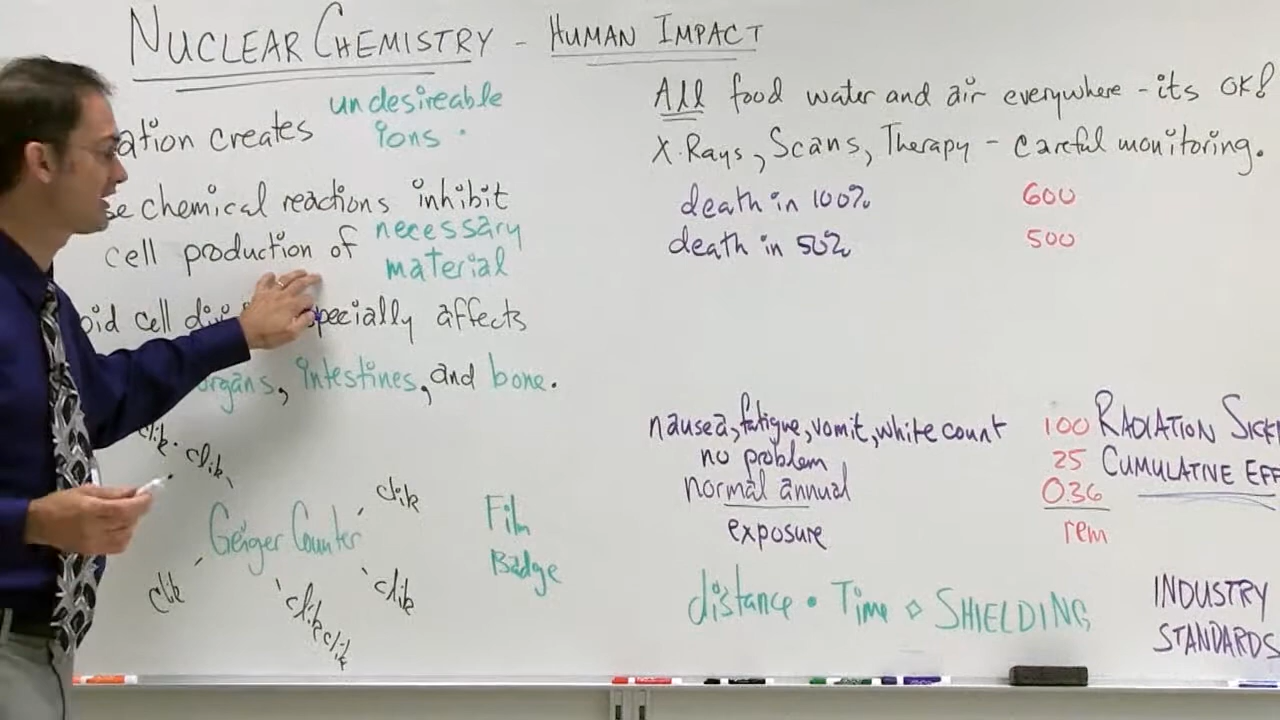 NUCLEAR CHEMISTRY - HUMAN IMPACT
ation creates undesireable
ions.
se chemical reactions inhibit
cell production of necessary
material
oid cell specially affects
organs, intestines, and bone.
clik.
clik,
Geiger Counter
clik
clik
clik
clik
clik
Film
Badge
All food water and air everywhere - its OK!
X.Rays, Scans, Therapy - careful monitoring.
death in 100% 600
death in 50% 500
nausea, fatigue, vomit, white count 100 RADIATION SICK
no problem 25 CUMULATIVE EFF
normal annual 0.36
exposure rem
distance • Time ◇ SHIELDING
INDUSTRY
STANDARDS